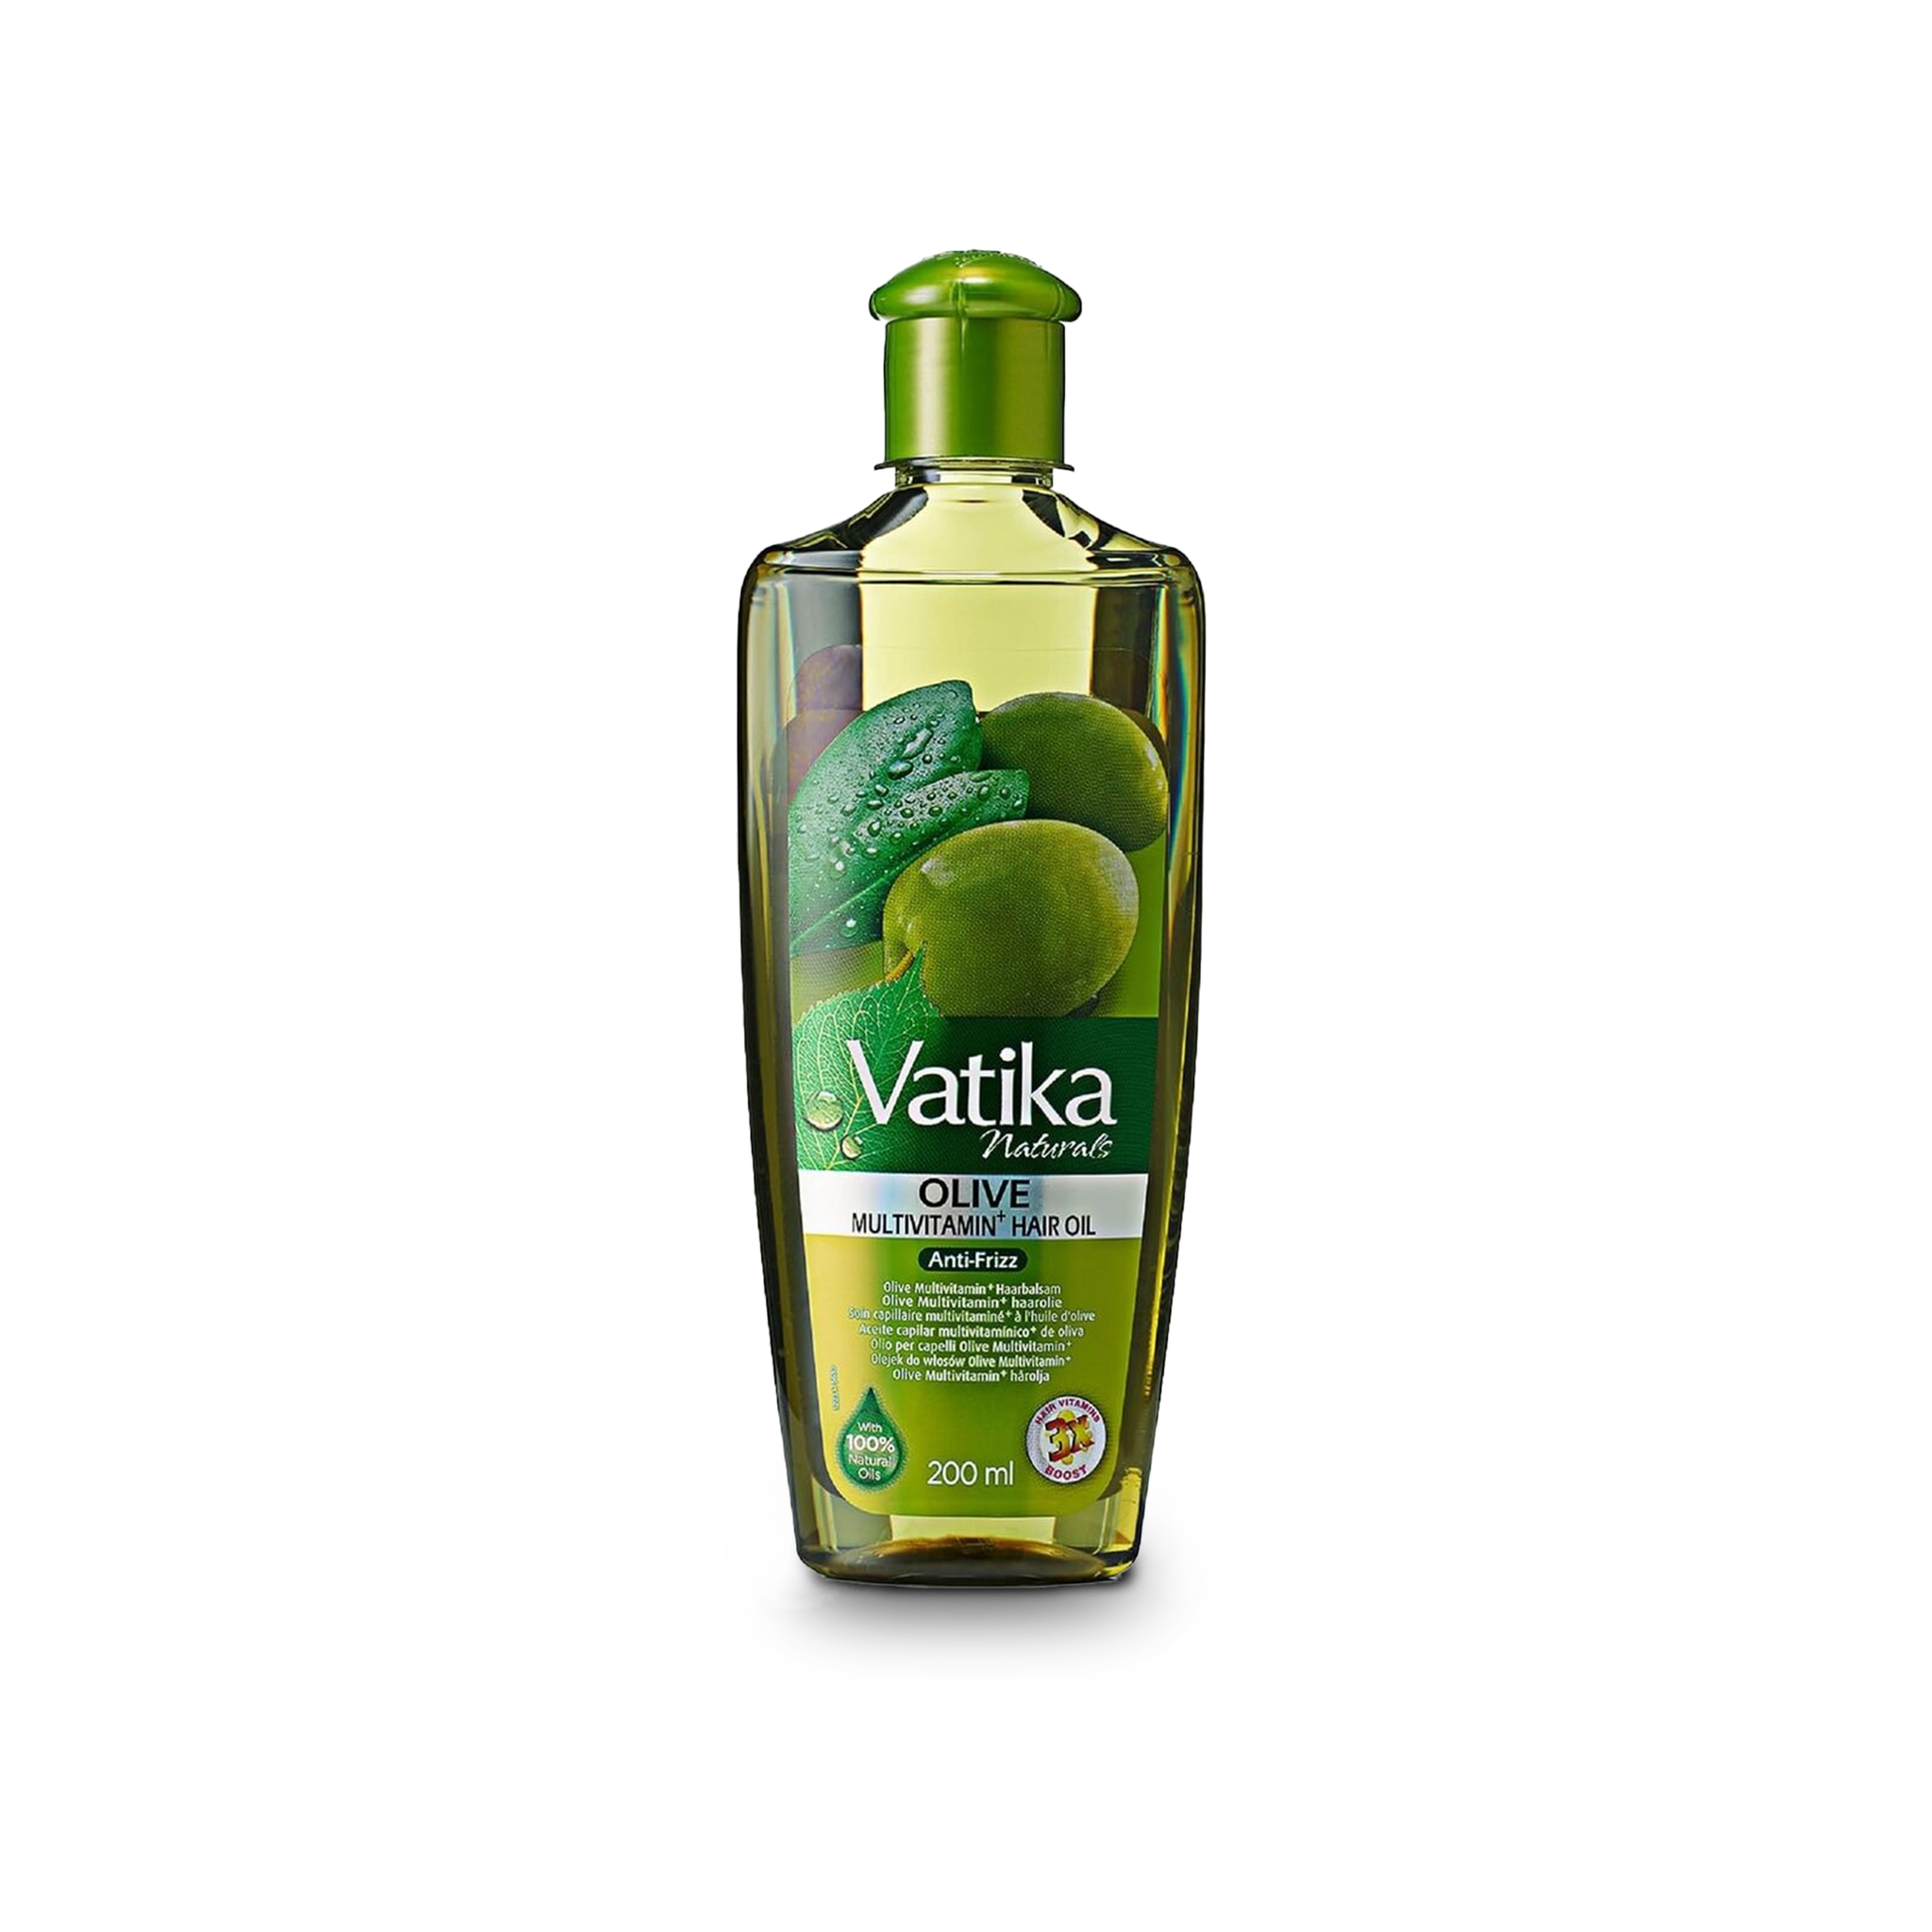 Vatika
Naturals
OLIVE
MULTIVITAMIN+ HAIR OIL
Anti-Frizz
Olive Multivitamin+ Haarbalsam
Olive Multivitamin+ haarolie
Soin capillaire multivitaminé+ à l'huile d'olive
Aceite capilar multivitamínico+ de oliva
Olio per capelli Olive Multivitamin+
Olejek do włosów Olive Multivitamin+
Olive Multivitamin+ hårolja
With
100%
Natural
Oils
200 ml
HAIR VITAMINS
3x
BOOST